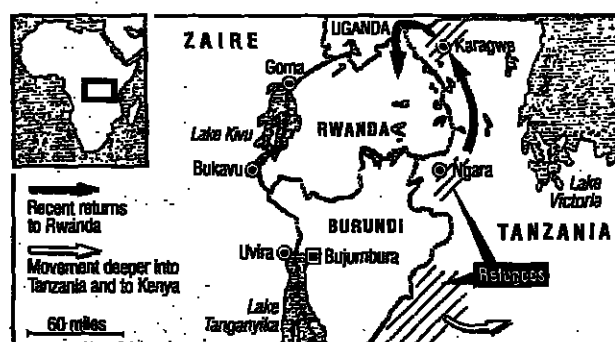 ZAIRE
UGANDA
Karagwe
Goma
Lake Kivu
RWANDA
Bukavu
Ngara
Lake
Victoria
Recent returns
to Rwanda
BURUNDI
TANZANIA
Movement deeper into
Tanzania and to Kenya
Uvira
Bujumbura
Refugees
60 miles
Lake
Tanganyika